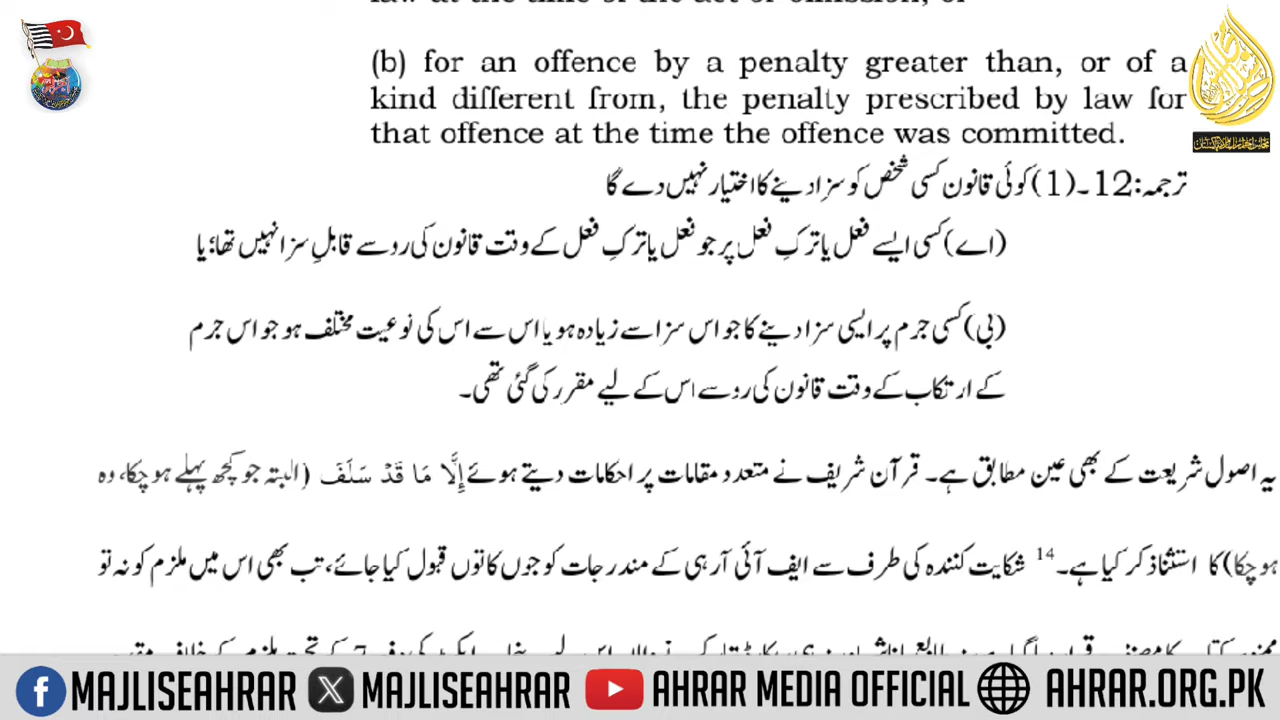 (b) for an offence by a penalty greater than, or of a
kind different from, the penalty prescribed by law for
that offence at the time the offence was committed.
ترجمہ: 12۔(1) کوئی قانون کسی شخص کو سزا دینے کا اختیار نہیں دے گا
(اے) کسی ایسے فعل یا ترکِ فعل پر جو فعل یا ترکِ فعل کے وقت قانون کی رو سے قابلِ سزا نہیں تھا؛ یا
(بی) کسی جرم پر ایسی سزا دینے کا جو اس سزا سے زیادہ ہو یا اس سے اس کی نوعیت مختلف ہو جو اس جرم
کے ارتکاب کے وقت قانون کی رو سے اس کے لیے مقرر کی گئی تھی۔
یہ اصول شریعت کے بھی عین مطابق ہے۔ قرآن شریف نے متعدد مقامات پر احکامات دیتے ہوئے إِلَّا مَا قَدْ سَلَفَ (البتہ جو کچھ پہلے ہو چکا، وہ
ہو چکا) کا استثنا ذکر کیا ہے۔14 شکایت کنندہ کی طرف سے ایف آئی آر ہی کے مندرجات کو جوں کا توں قبول کیا جائے، تب بھی اس میں ملزم کو نہ تو
MAJLISEAHRAR MAJLISEAHRAR AHRAR MEDIA OFFICIAL AHRAR.ORG.PK